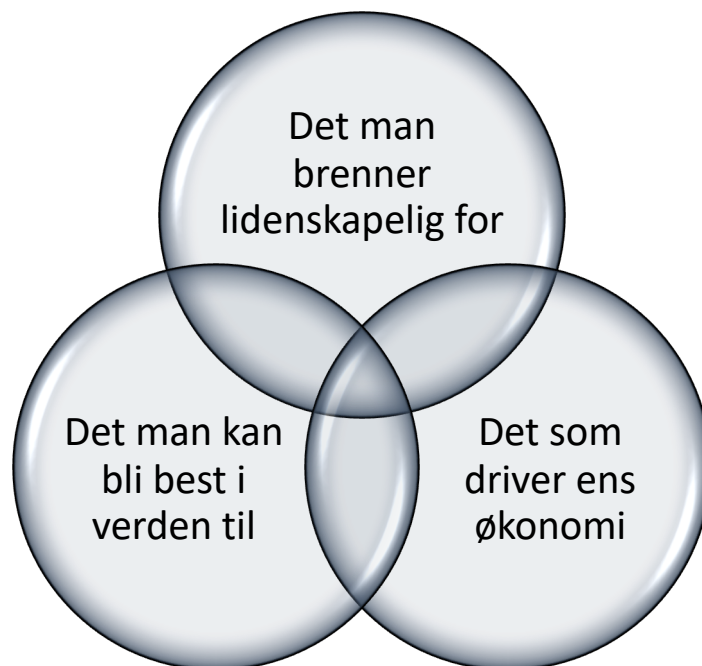 Det man
brenner
lidenskapelig for
Det man kan
bli best i
verden til
Det som
driver ens
økonomi